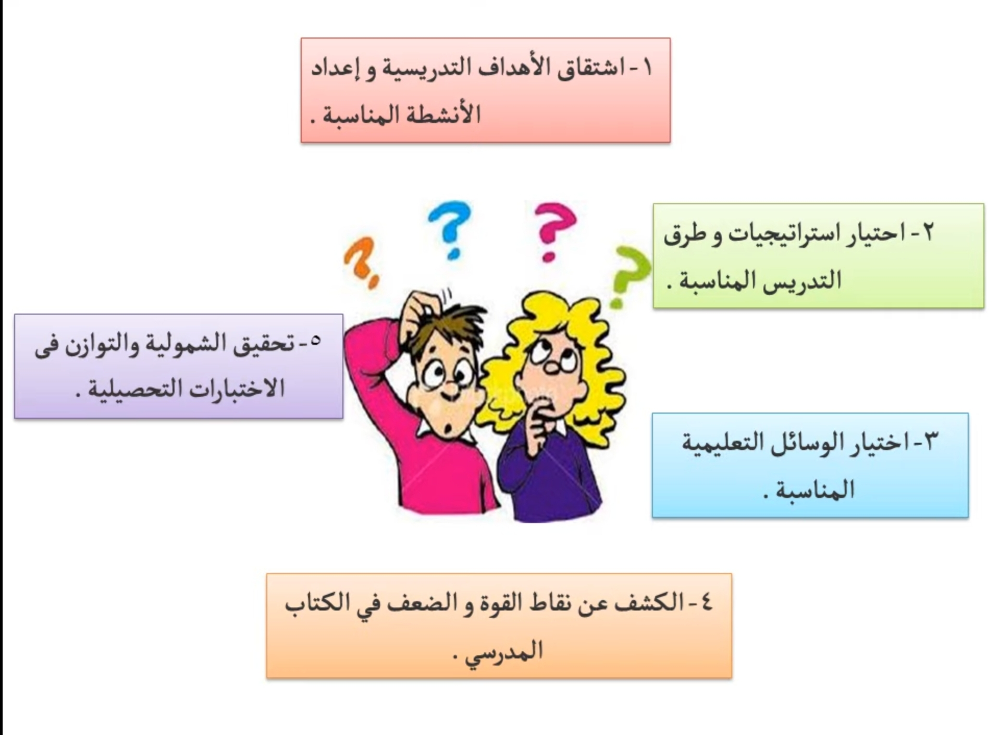 ١- اشتقاق الأهداف التدريسية و إعداد
الأنشطة المناسبة .
٢- احتيار استراتيجيات و طرق
التدريس المناسبة .
٣- اختيار الوسائل التعليمية
المناسبة .
٤- الكشف عن نقاط القوة و الضعف في الكتاب
المدرسي .
٥- تحقيق الشمولية والتوازن فى
الاختبارات التحصيلية .